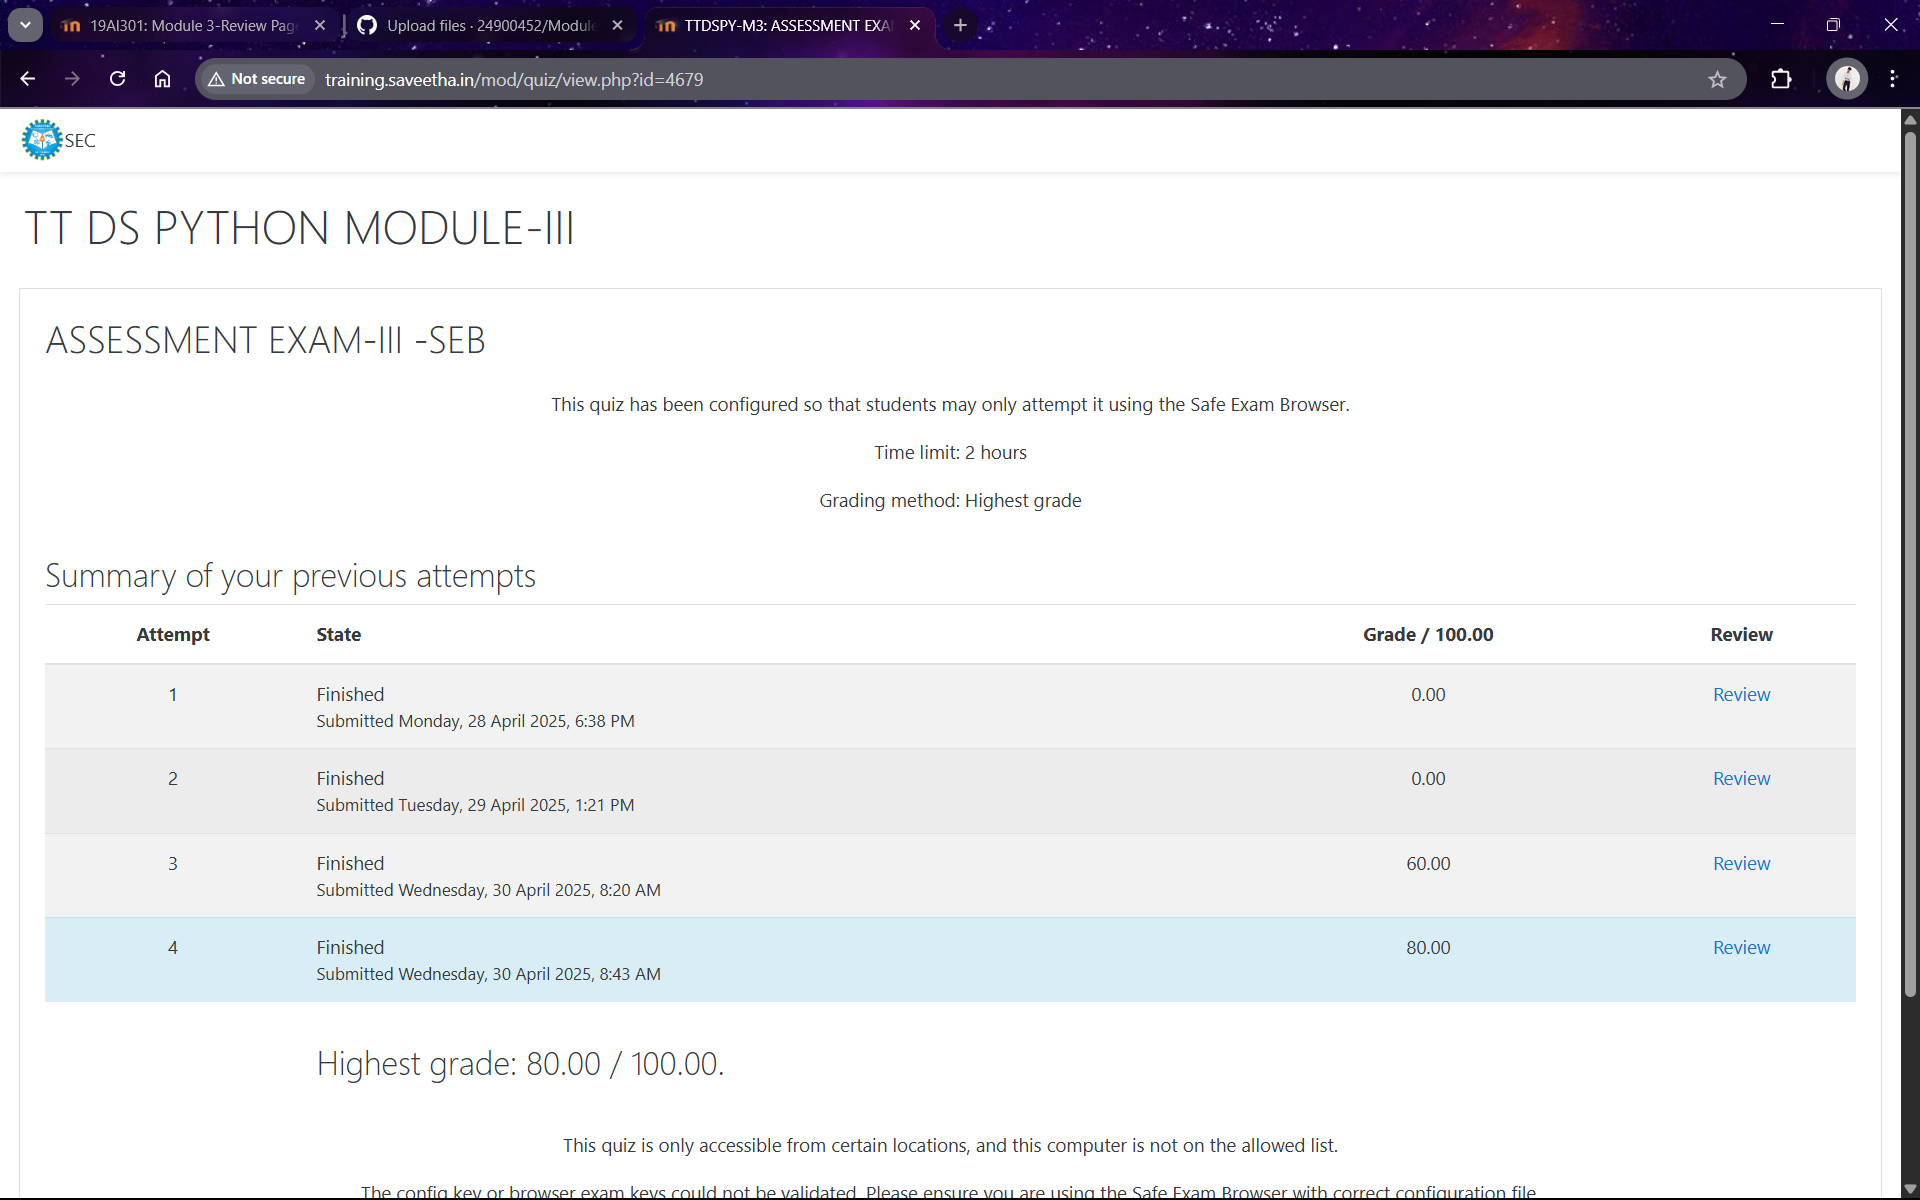 19AI301: Module 3-Review Pag
Upload files · 24900452/Module
TTDSPY-M3: ASSESSMENT EXA
Not secure
training.saveetha.in/mod/quiz/view.php?id=4679
SEC
TT DS PYTHON MODULE-III
ASSESSMENT EXAM-III -SEB
This quiz has been configured so that students may only attempt it using the Safe Exam Browser.
Time limit: 2 hours
Grading method: Highest grade
Summary of your previous attempts
Attempt State Grade / 100.00 Review
1 Finished 0.00 Review
Submitted Monday, 28 April 2025, 6:38 PM
2 Finished 0.00 Review
Submitted Tuesday, 29 April 2025, 1:21 PM
3 Finished 60.00 Review
Submitted Wednesday, 30 April 2025, 8:20 AM
4 Finished 80.00 Review
Submitted Wednesday, 30 April 2025, 8:43 AM
Highest grade: 80.00 / 100.00.
This quiz is only accessible from certain locations, and this computer is not on the allowed list.
The config key or browser exam keys could not be validated. Please ensure you are using the Safe Exam Browser with correct configuration file